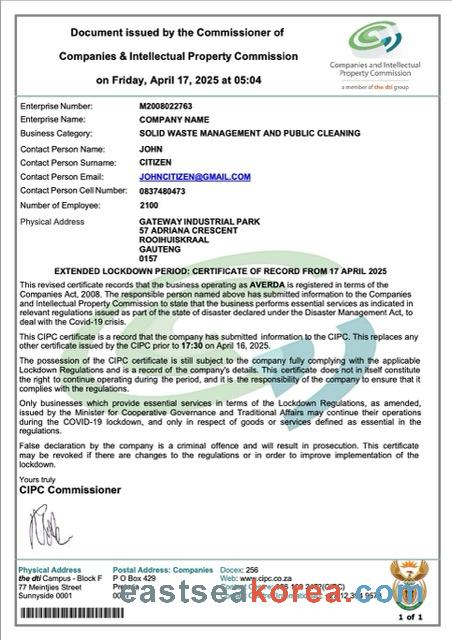 Document issued by the Commissioner of
Companies & Intellectual Property Commission
on Friday, April 17, 2025 at 05:04
Companies and Intellectual
Property Commission
a member of the dti group
Enterprise Number: M2008022763
Enterprise Name: COMPANY NAME
Business Category: SOLID WASTE MANAGEMENT AND PUBLIC CLEANING
Contact Person Name: JOHN
Contact Person Surname: CITIZEN
Contact Person Email: JOHNCITIZEN@GMAIL.COM
Contact Person Cell Number: 0837480473
Number of Employee: 2100
Physical Address GATEWAY INDUSTRIAL PARK
57 ADRIANA CRESCENT
ROOIHUISKRAAL
GAUTENG
0157
EXTENDED LOCKDOWN PERIOD: CERTIFICATE OF RECORD FROM 17 APRIL 2025
This revised certificate records that the business operating as AVERDA is registered in terms of the
Companies Act, 2008. The responsible person named above has submitted information to the Companies
and Intellectual Property Commission to state that the business performs essential services as indicated in
relevant regulations issued as part of the state of disaster declared under the Disaster Management Act, to
deal with the Covid-19 crisis.
This CIPC certificate is a record that the company has submitted information to the CIPC. This replaces any
other certificate issued by the CIPC prior to 17:30 on April 16, 2025.
The possession of the CIPC certificate is still subject to the company fully complying with the applicable
Lockdown Regulations and is a record of the company's details. This certificate does not in itself constitute
the right to continue operating during the period, and it is the responsibility of the company to ensure that it
complies with the regulations.
Only businesses which provide essential services in terms of the Lockdown Regulations, as amended,
issued by the Minister for Cooperative Governance and Traditional Affairs may continue their operations
during the COVID-19 lockdown, and only in respect of goods or services defined as essential in the
regulations.
False declaration by the company is a criminal offence and will result in prosecution. This certificate
may be revoked if there are changes to the regulations or in order to improve implementation of the
lockdown.
Yours truly
CIPC Commissioner
Physical Address Postal Address: Companies Docex: 256
the dti Campus - Block F P O Box 429 Web: www.cipc.co.za
77 Meintjies Street
Sunnyside 0001
eastseakorea.com
1 of 1